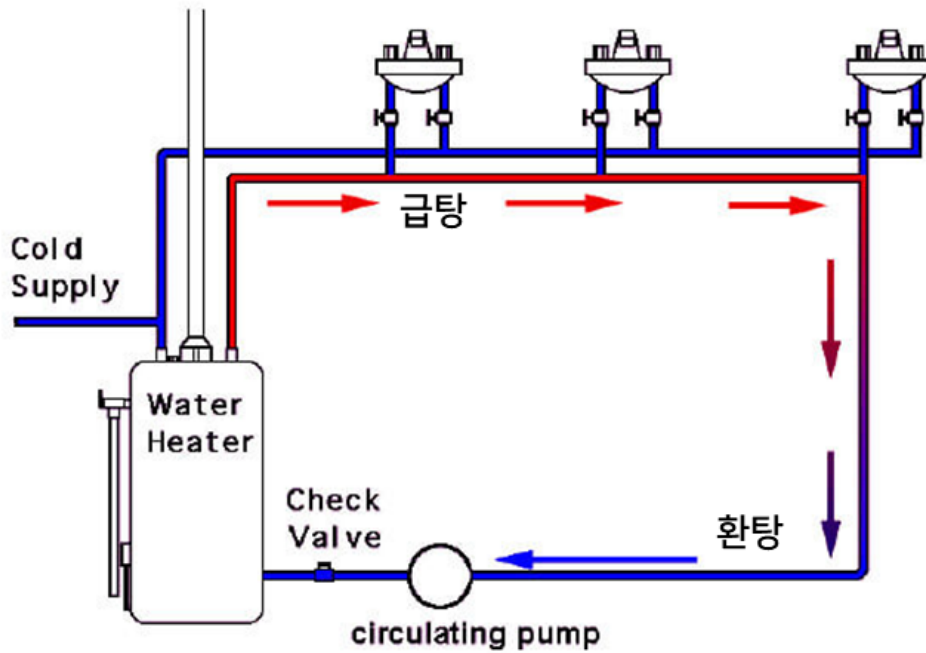 급탕
Cold
Supply
Water
Heater
Check
Valve
환탕
circulating pump